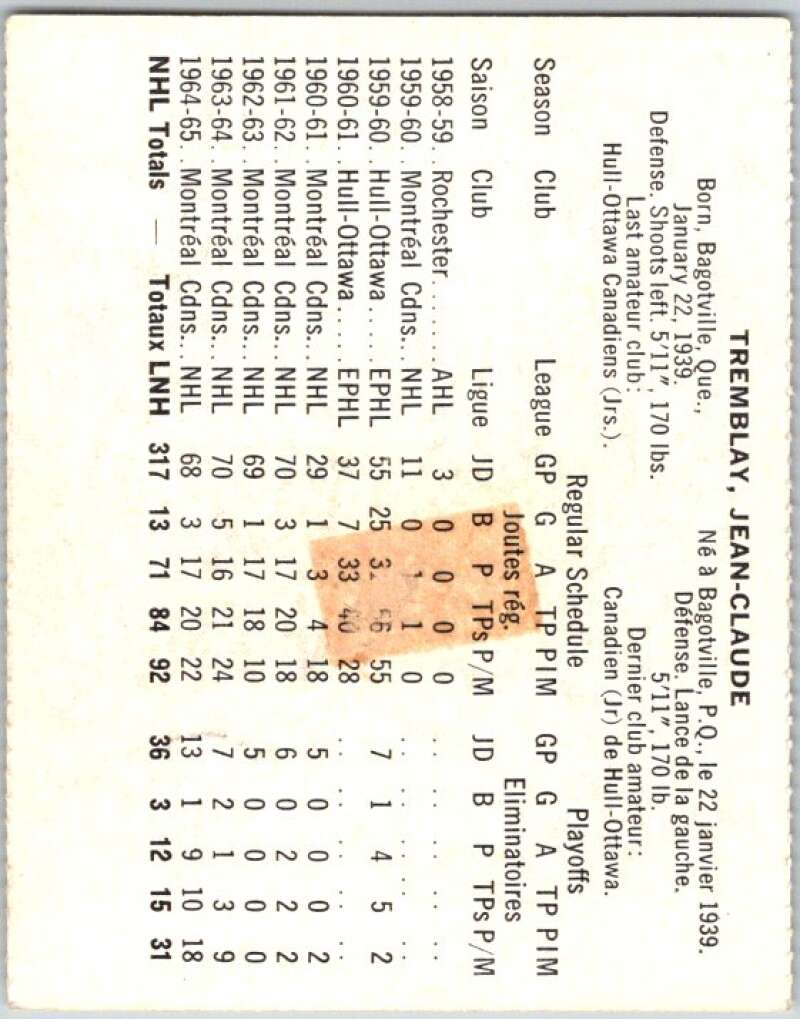 TREMBLAY, JEAN-CLAUDE
Born, Bagotville, Que.,
January 22, 1939.
Defense. Shoots left. 5'11", 170 lbs.
Last amateur club:
Hull-Ottawa Canadiens (Jrs.).
Né à Bagotville, P.Q., le 22 janvier 1939.
Défense. Lance de la gauche.
5'11", 170 lb.
Dernier club amateur:
Canadien (Jr) de Hull-Ottawa.
Regular Schedule Playoffs
Season Club League GP G A TP PIM GP G A TP PIM
Joutes rég. Eliminatoires
Saison Club Ligue JD B P TPs P/M JD B P TPs P/M
1958-59.. Rochester....... AHL 3 0 0 0 0 .. .. .. .. ..
1959-60.. Montréal Cdns... NHL 11 0 1 1 0 .. .. .. .. ..
1959-60.. Hull-Ottawa ..... EPHL 55 25 55 7 1 4 5 2
1960-61.. Hull-Ottawa...... EPHL 37 7 33 40 28 .. .. .. .. ..
1960-61.. Montréal Cdns... NHL 29 1 3 4 18 5 0 0 0 2
1961-62.. Montréal Cdns... NHL 70 3 17 20 18 6 0 2 2 2
1962-63.. Montréal Cdns... NHL 69 1 17 18 10 5 0 0 0 0
1963-64.. Montréal Cdns... NHL 70 5 16 21 24 7 2 1 3 9
1964-65.. Montréal Cdns... NHL 68 3 17 20 22 13 1 9 10 18
NHL Totals — Totaux LNH 317 13 71 84 92 36 3 12 15 31